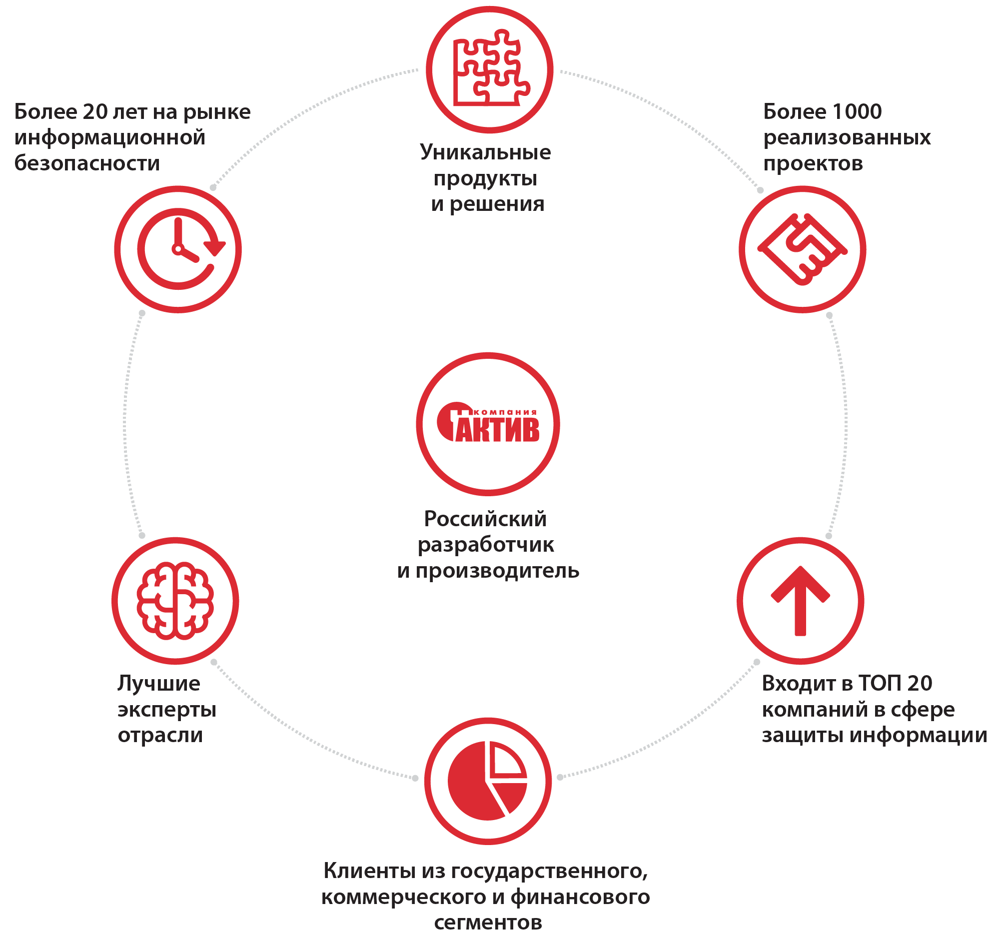 Более 20 лет на рынке
информационной
безопасности
Уникальные
продукты
и решения
Более 1000
реализованных
проектов
компания
АКТИВ
Российский
разработчик
и производитель
Лучшие
эксперты
отрасли
Входит в ТОП 20
компаний в сфере
защиты информации
Клиенты из государственного,
коммерческого и финансового
сегментов